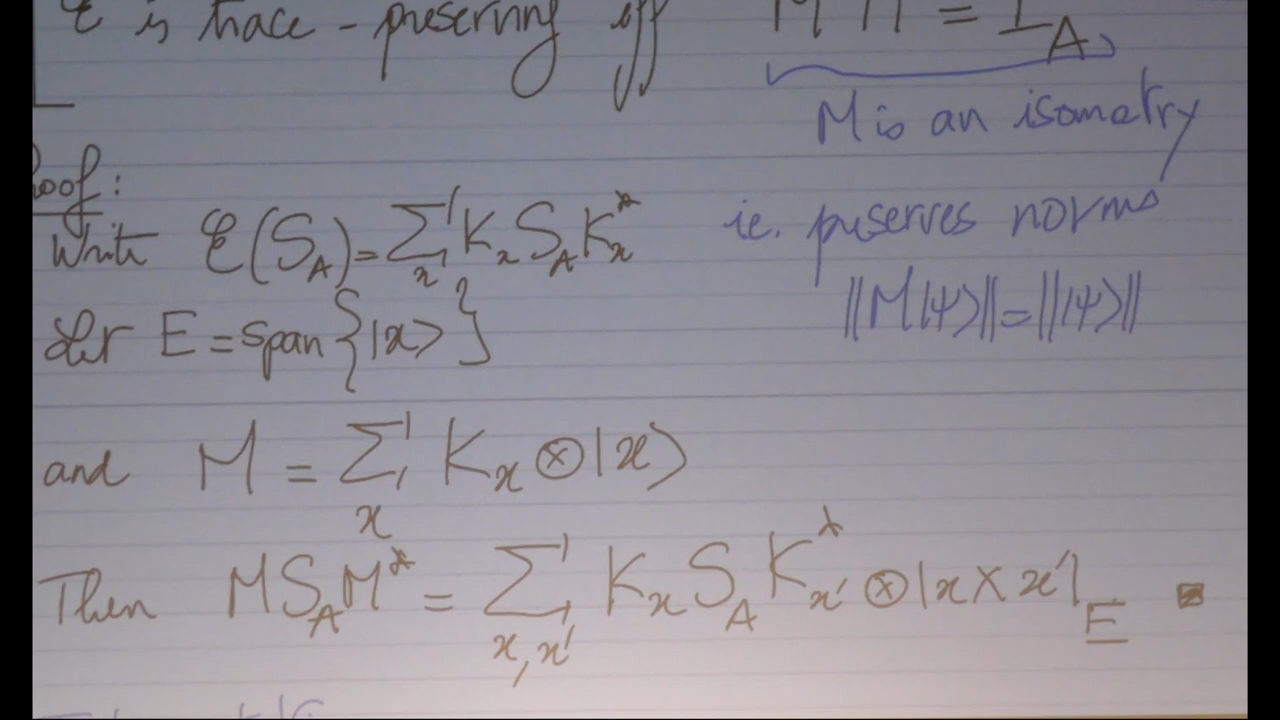 ℰ is trace-preserving iff M*M = I_A
M is an isometry
ie. preserves norms
‖M|ψ⟩‖=‖|ψ⟩‖
Proof:
Write ℰ(S_A)=∑_x K_x S_A K_x^*
Let E = span{|x⟩}
and M = ∑_x K_x ⊗ |x⟩
Then M S_A M^* = ∑_{x,x'} K_x S_A K_{x'}^* ⊗ |x⟩⟨x'|_E ▪